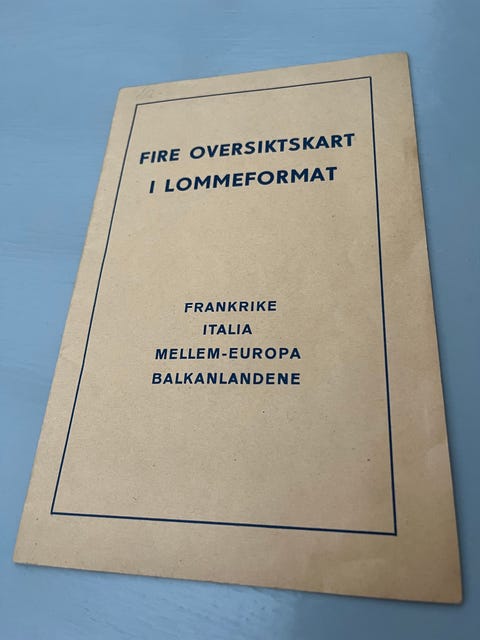 FIRE OVERSIKTSKART
I LOMMEFORMAT
FRANKRIKE
ITALIA
MELLEM-EUROPA
BALKANLANDENE